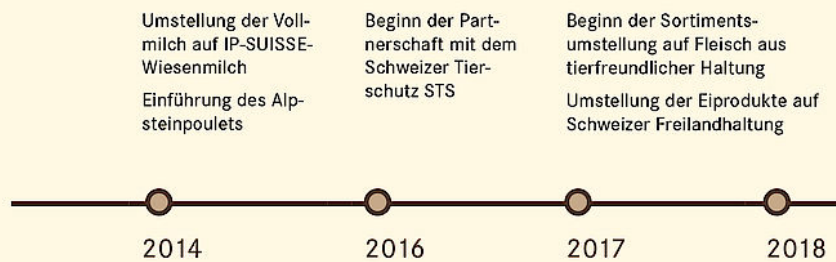 Umstellung der Voll-
milch auf IP-SUISSE-
Wiesenmilch
Einführung des Alp-
steinpoulets
2014
Beginn der Part-
nerschaft mit dem
Schweizer Tier-
schutz STS
2016
Beginn der Sortiments-
umstellung auf Fleisch aus
tierfreundlicher Haltung
Umstellung der Eiprodukte auf
Schweizer Freilandhaltung
2017
2018